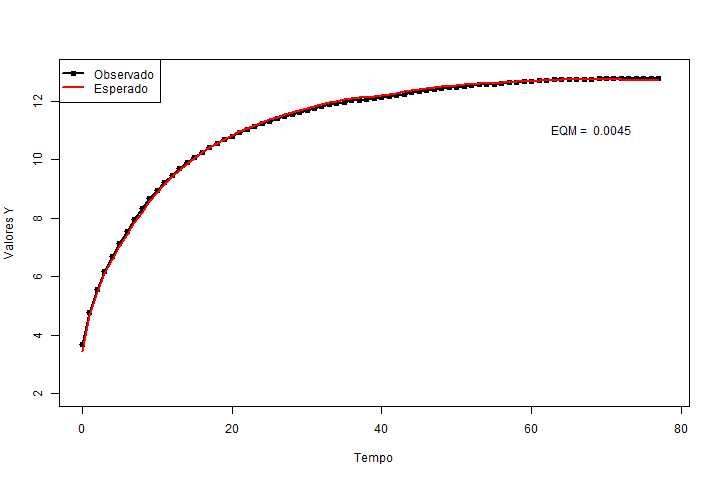 Observado
Esperado
EQM = 0.0045
Valores Y
2
4
6
8
10
12
0
20
40
60
80
Tempo